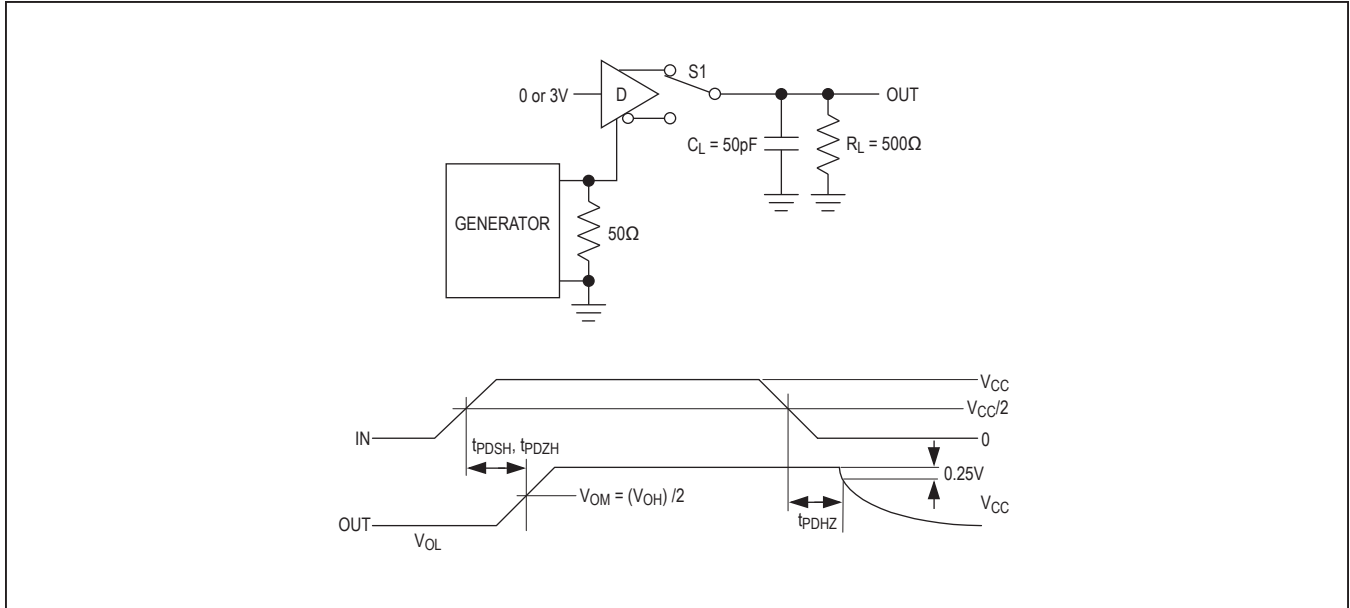 S1
0 or 3V
D
OUT
C_L = 50pF
R_L = 500Ω
GENERATOR
50Ω
V_CC
V_CC/2
IN
0
t_PDSH, t_PDZH
0.25V
V_OM = (V_OH) /2
V_CC
t_PDHZ
OUT
V_OL